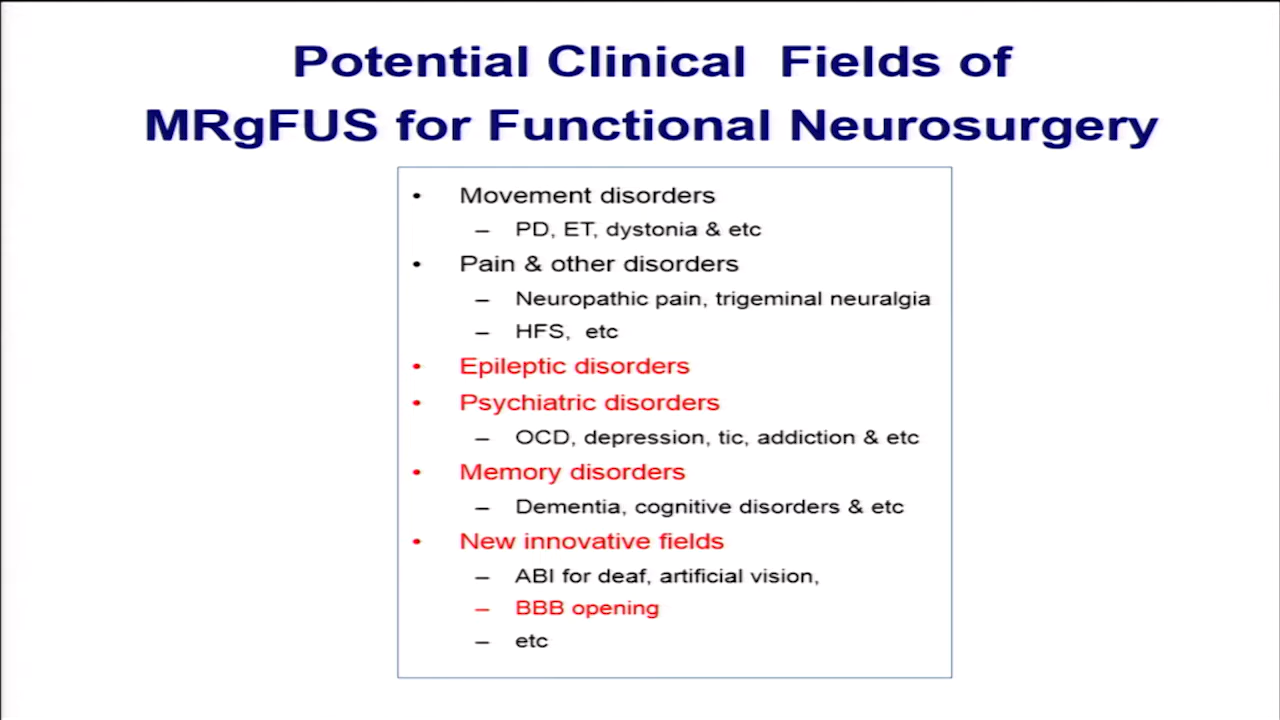 Potential Clinical Fields of
MRgFUS for Functional Neurosurgery
• Movement disorders
– PD, ET, dystonia & etc
• Pain & other disorders
– Neuropathic pain, trigeminal neuralgia
– HFS, etc
• Epileptic disorders
• Psychiatric disorders
– OCD, depression, tic, addiction & etc
• Memory disorders
– Dementia, cognitive disorders & etc
• New innovative fields
– ABI for deaf, artificial vision,
– BBB opening
– etc